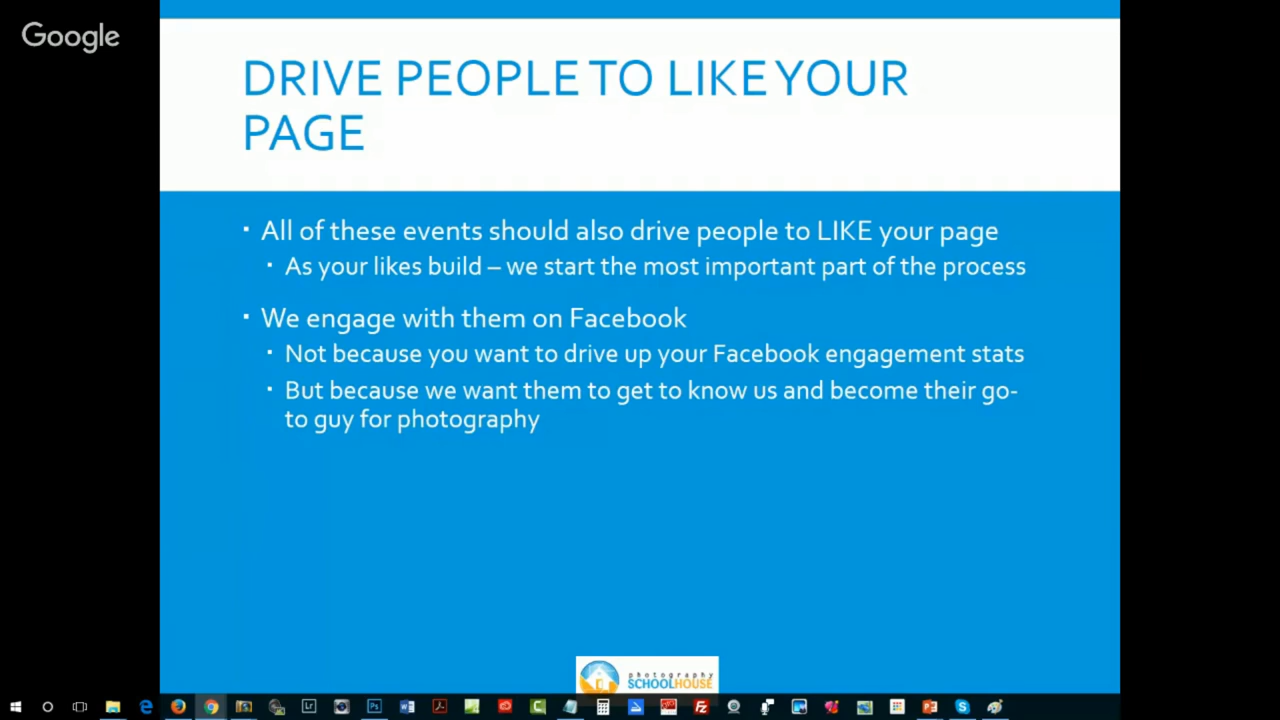 Google
DRIVE PEOPLE TO LIKE YOUR
PAGE
▪ All of these events should also drive people to LIKE your page
▪ As your likes build – we start the most important part of the process
▪ We engage with them on Facebook
▪ Not because you want to drive up your Facebook engagement stats
▪ But because we want them to get to know us and become their go-
to guy for photography
photography
SCHOOLHOUSE
Lr
Ps